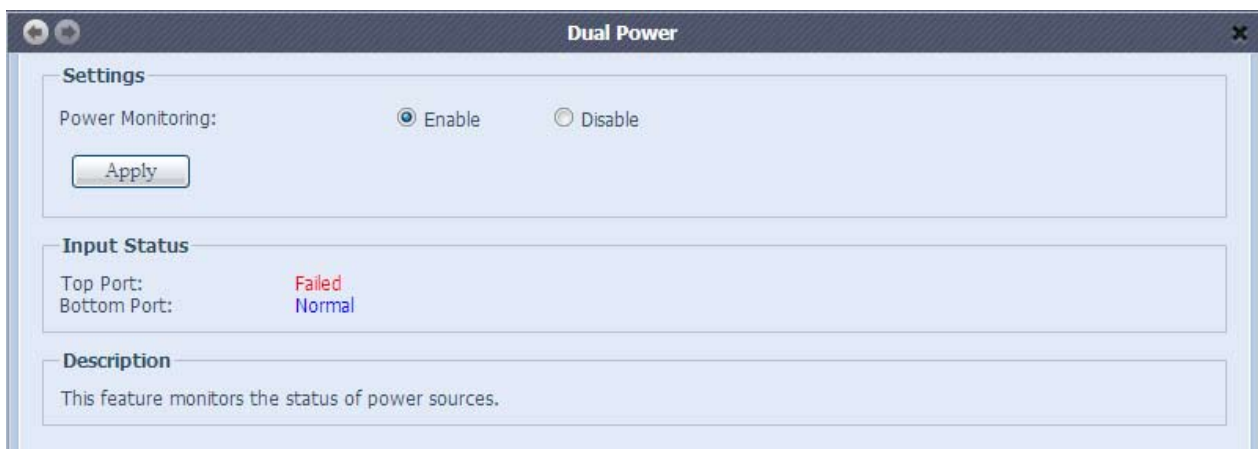 Dual Power
Settings
Power Monitoring: Enable Disable
Apply
Input Status
Top Port: Failed
Bottom Port: Normal
Description
This feature monitors the status of power sources.